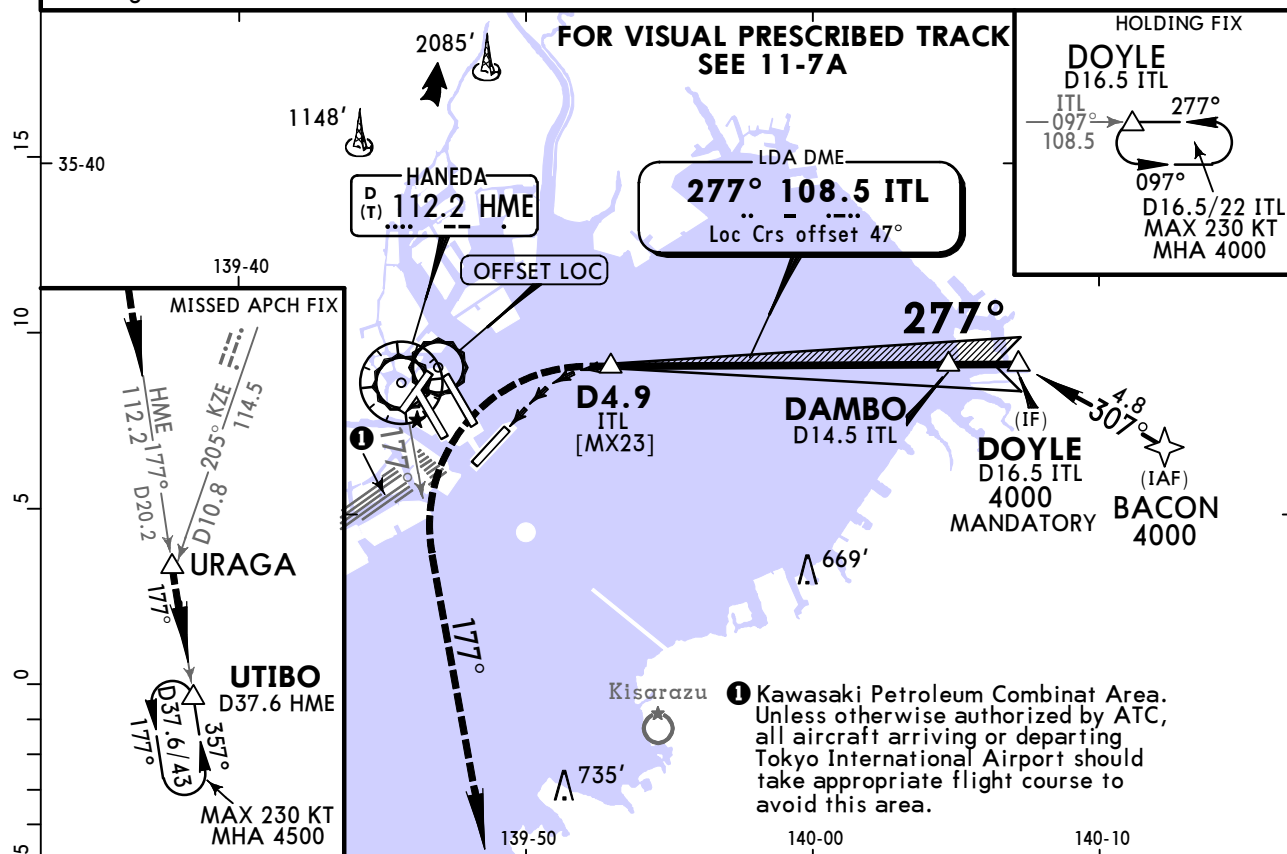 FOR VISUAL PRESCRIBED TRACK
SEE 11-7A
2085'
1148'
HOLDING FIX
DOYLE
D16.5 ITL
ITL
097°
108.5
277°
097°
D16.5/22 ITL
MAX 230 KT
MHA 4000
15
35-40
HANEDA
D
(T) 112.2 HME
LDA DME
277° 108.5 ITL
Loc Crs offset 47°
OFFSET LOC
139-40
10
MISSED APCH FIX
HME
112.2
177°
D20.2
KZE
114.5
205°
D10.8
URAGA
177°
UTIBO
D37.6 HME
D37.6/43
177°
357°
MAX 230 KT
MHA 4500
277°
D4.9
ITL
[MX23]
DAMBO
D14.5 ITL
(IF)
DOYLE
D16.5 ITL
4000
MANDATORY
4.8
307°
(IAF)
BACON
4000
1
177°
5
669'
177°
0
Kisarazu
735'
1 Kawasaki Petroleum Combinat Area.
Unless otherwise authorized by ATC,
all aircraft arriving or departing
Tokyo International Airport should
take appropriate flight course to
avoid this area.
5
139-50
140-00
140-10